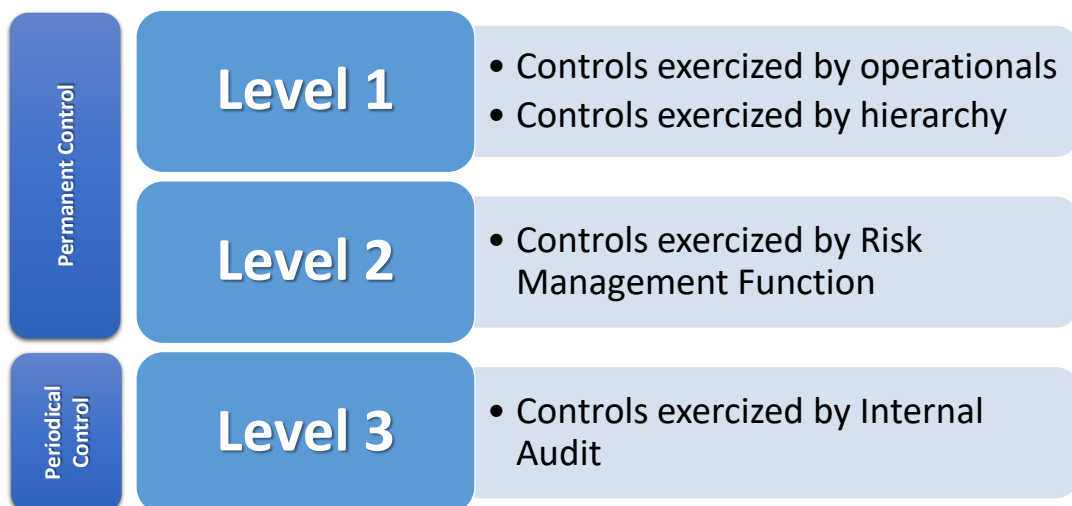 Permanent Control
Level 1
• Controls exercized by operationals
• Controls exercized by hierarchy
Level 2
• Controls exercized by Risk
Management Function
Periodical
Control
Level 3
• Controls exercized by Internal
Audit